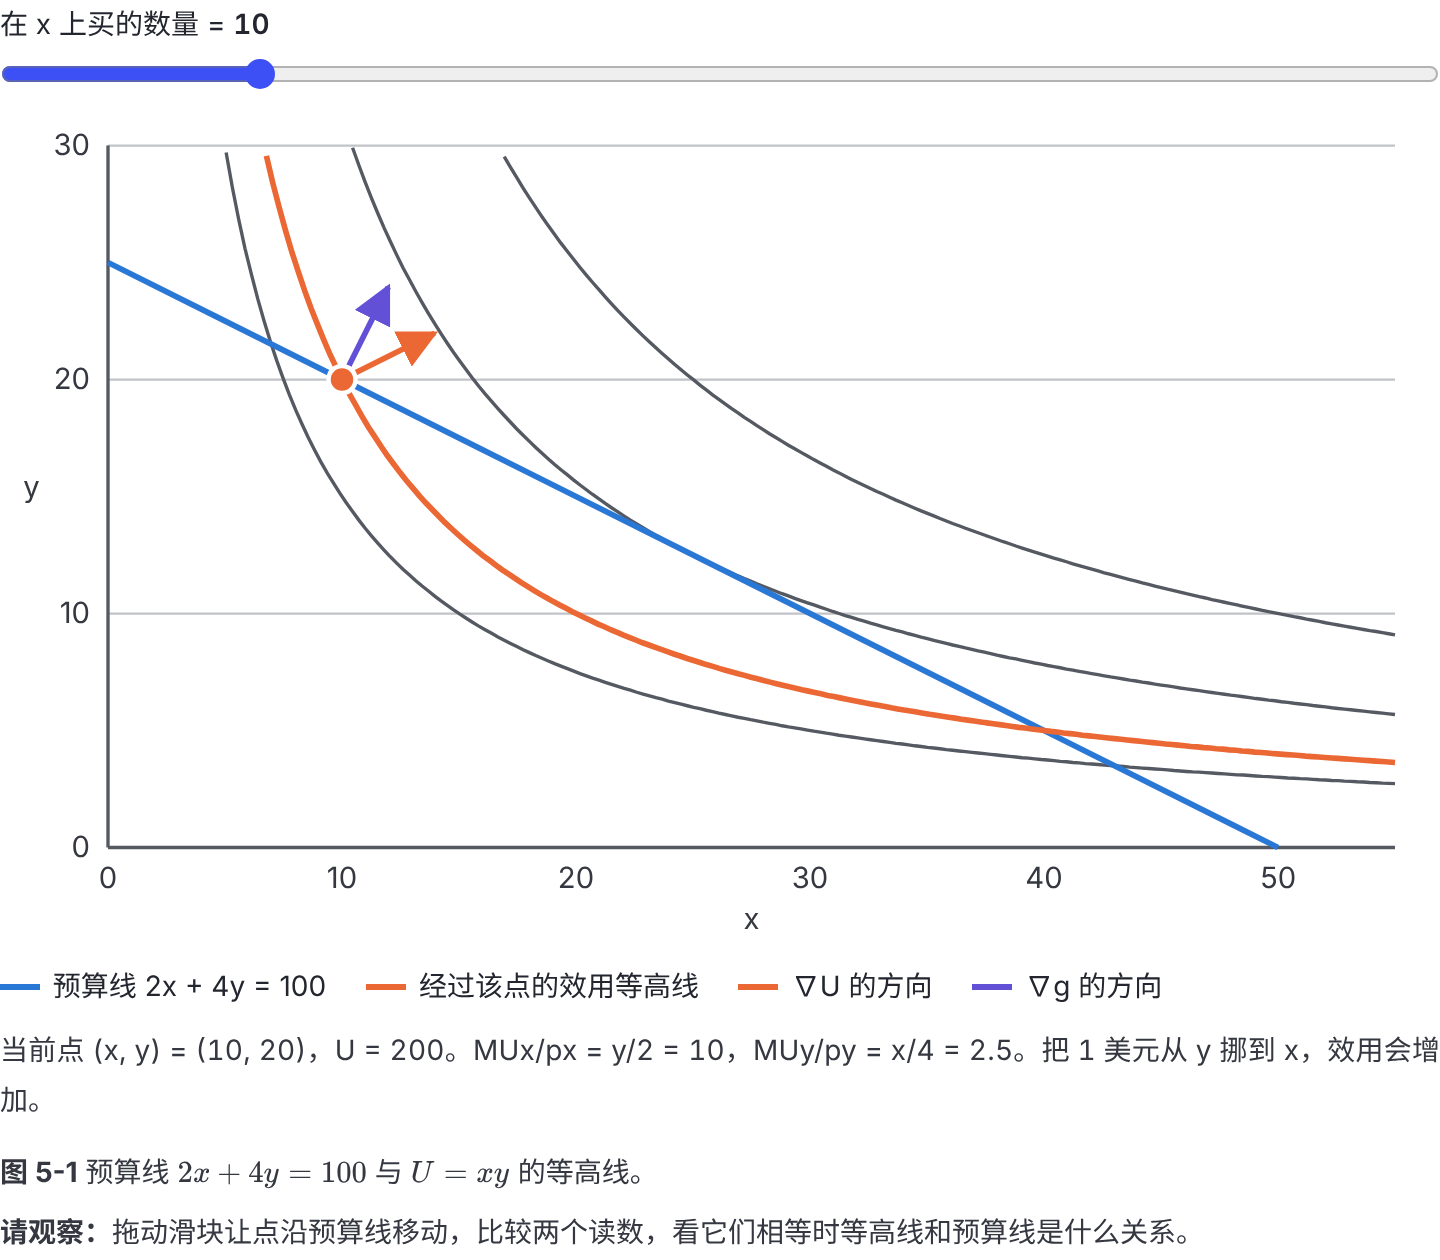 在 x 上买的数量 = 10
30
20
y
10
0
0 10 20 30 40 50
x
预算线 2x + 4y = 100 经过该点的效用等高线 ∇U 的方向 ∇g 的方向
当前点 (x, y) = (10, 20)，U = 200。MUx/px = y/2 = 10，MUy/py = x/4 = 2.5。把 1 美元从 y 挪到 x，效用会增
加。
图 5-1 预算线 2x + 4y = 100 与 U = xy 的等高线。
请观察：拖动滑块让点沿预算线移动，比较两个读数，看它们相等时等高线和预算线是什么关系。